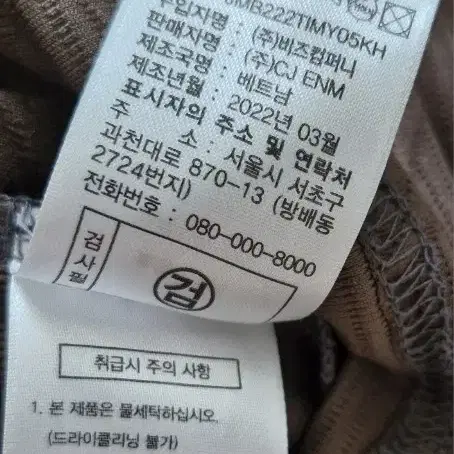 MB222TIMY05KH
수입자명 : (주)비즈컴퍼니
판매자명 : (주)CJ ENM
제조국명 : 베트남
제조년월 : 2022년 03월
표시자의 주소 및 연락처
주 소 : 서울시 서초구
과천대로 870-13 (방배동
2724번지)
전화번호 : 080-000-8000
검사필
검
취급시 주의 사항
1. 본 제품은 물세탁하십시오.
(드라이클리닝 불가)